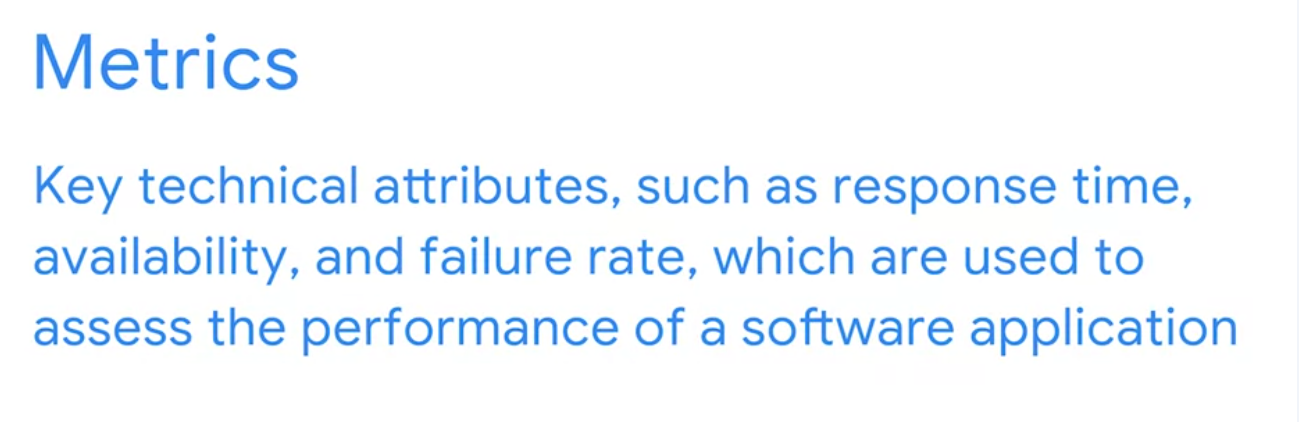 Metrics
Key technical attributes, such as response time,
availability, and failure rate, which are used to
assess the performance of a software application